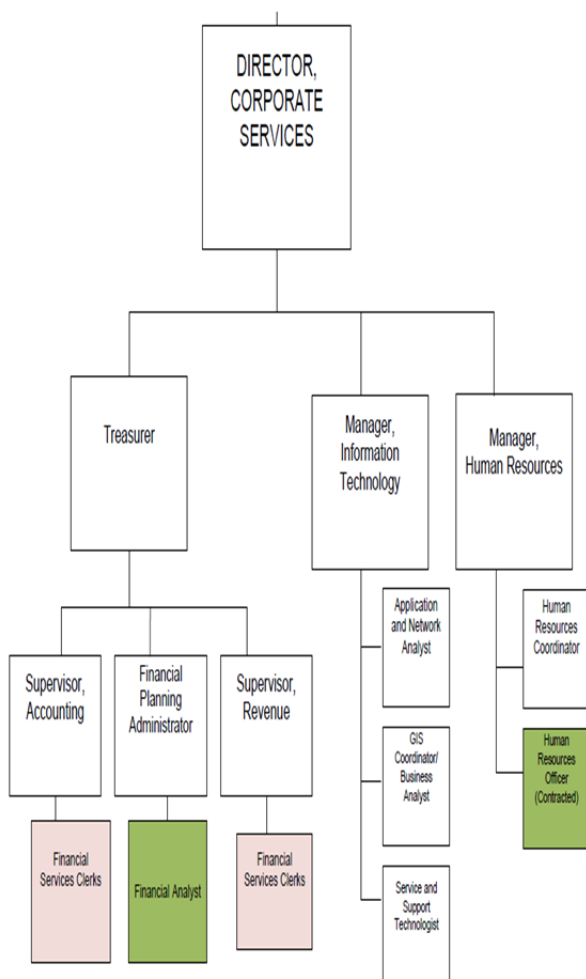 DIRECTOR,
CORPORATE
SERVICES
Treasurer
Manager,
Information
Technology
Manager,
Human Resources
Supervisor,
Accounting
Financial
Planning
Administrator
Supervisor,
Revenue
Financial
Services Clerks
Financial Analyst
Financial
Services Clerks
Application
and Network
Analyst
GIS
Coordinator/
Business
Analyst
Service and
Support
Technologist
Human
Resources
Coordinator
Human
Resources
Officer
(Contracted)